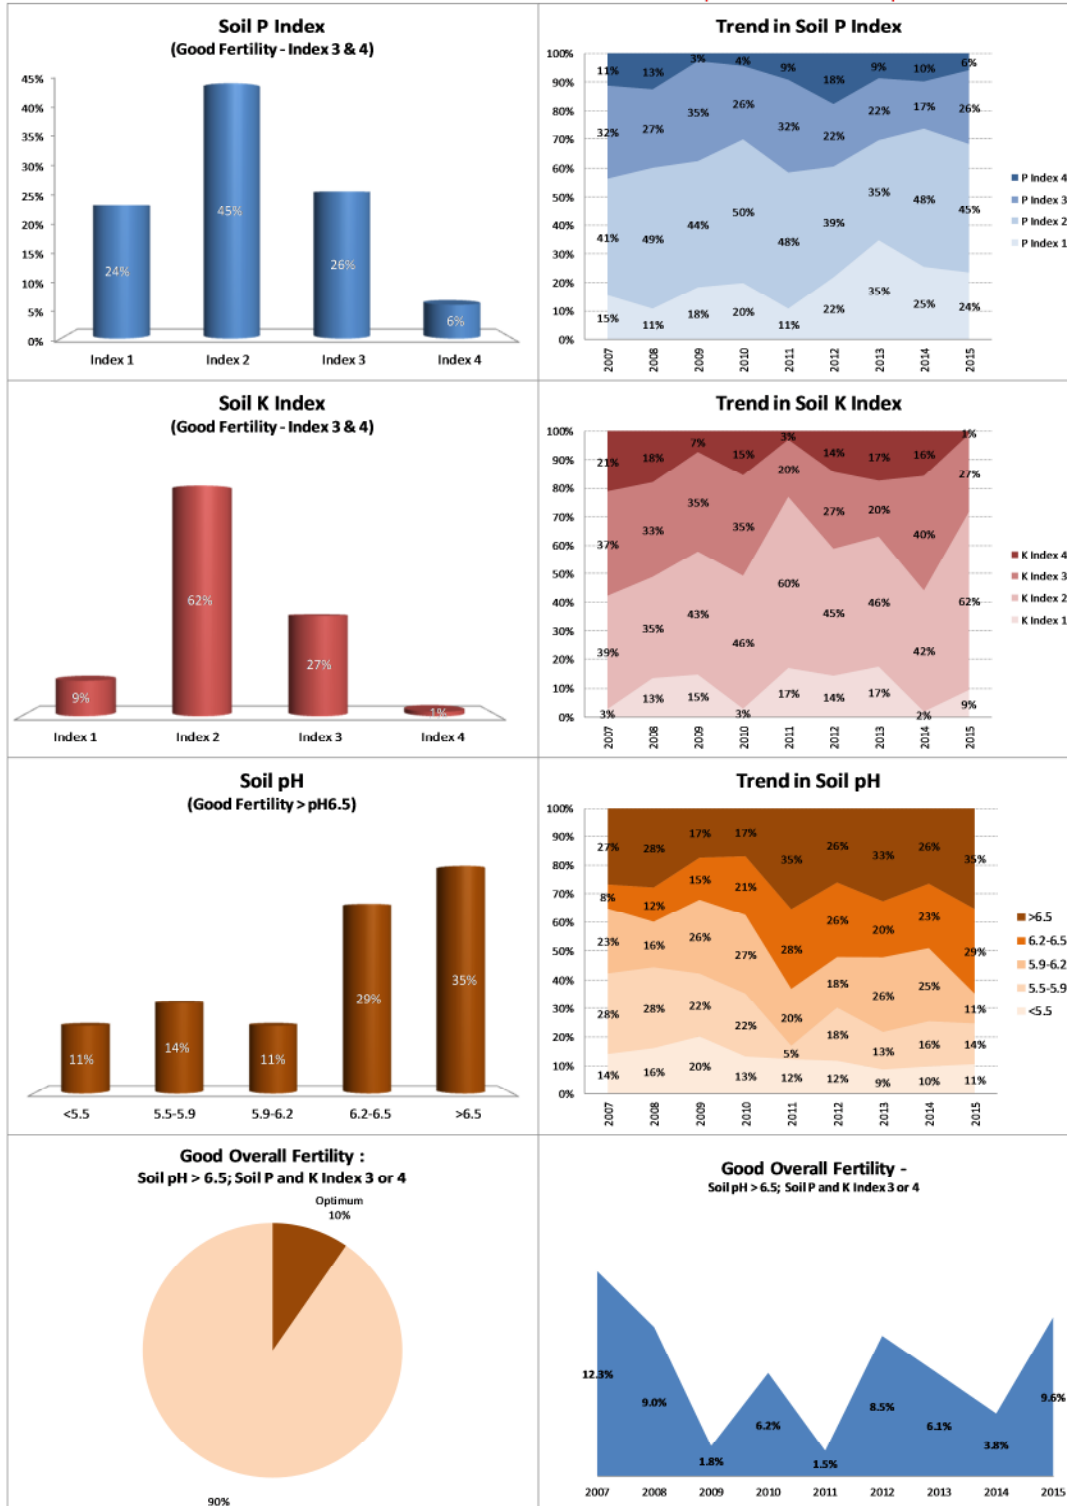 Soil P Index
(Good Fertility - Index 3 & 4)
45%
40%
35%
30%
25%
20%
15%
10%
5%
0%
24%
45%
26%
6%
Index 1
Index 2
Index 3
Index 4
Trend in Soil P Index
100%
90%
80%
70%
60%
50%
40%
30%
20%
10%
0%
11% 13% 3% 4% 9% 18% 9% 10% 6%
32% 27% 35% 26% 32% 22% 22% 17% 26%
41% 49% 44% 50% 48% 39% 35% 48% 45%
15% 11% 18% 20% 11% 22% 35% 25% 24%
2007 2008 2009 2010 2011 2012 2013 2014 2015
P Index 4
P Index 3
P Index 2
P Index 1
Soil K Index
(Good Fertility - Index 3 & 4)
9%
62%
27%
1%
Index 1
Index 2
Index 3
Index 4
Trend in Soil K Index
100%
90%
80%
70%
60%
50%
40%
30%
20%
10%
0%
21% 18% 7% 15% 3% 14% 17% 16% 1%
37% 33% 35% 35% 20% 27% 20% 40% 27%
39% 35% 43% 46% 60% 45% 46% 42% 62%
3% 13% 15% 3% 17% 14% 17% 2% 9%
2007 2008 2009 2010 2011 2012 2013 2014 2015
K Index 4
K Index 3
K Index 2
K Index 1
Soil pH
(Good Fertility > pH6.5)
11%
14%
11%
29%
35%
<5.5
5.5-5.9
5.9-6.2
6.2-6.5
>6.5
Trend in Soil pH
100%
90%
80%
70%
60%
50%
40%
30%
20%
10%
0%
27% 28% 17% 17% 35% 26% 33% 26% 35%
8% 12% 15% 21% 28% 26% 20% 23% 29%
23% 16% 26% 27% 20% 18% 26% 25% 11%
28% 28% 22% 22% 5% 18% 13% 16% 14%
14% 16% 20% 13% 12% 12% 9% 10% 11%
2007 2008 2009 2010 2011 2012 2013 2014 2015
>6.5
6.2-6.5
5.9-6.2
5.5-5.9
<5.5
Good Overall Fertility :
Soil pH > 6.5; Soil P and K Index 3 or 4
Optimum
10%
90%
Good Overall Fertility -
Soil pH > 6.5; Soil P and K Index 3 or 4
12.3% 9.0% 1.8% 6.2% 1.5% 8.5% 6.1% 3.8% 9.6%
2007 2008 2009 2010 2011 2012 2013 2014 2015